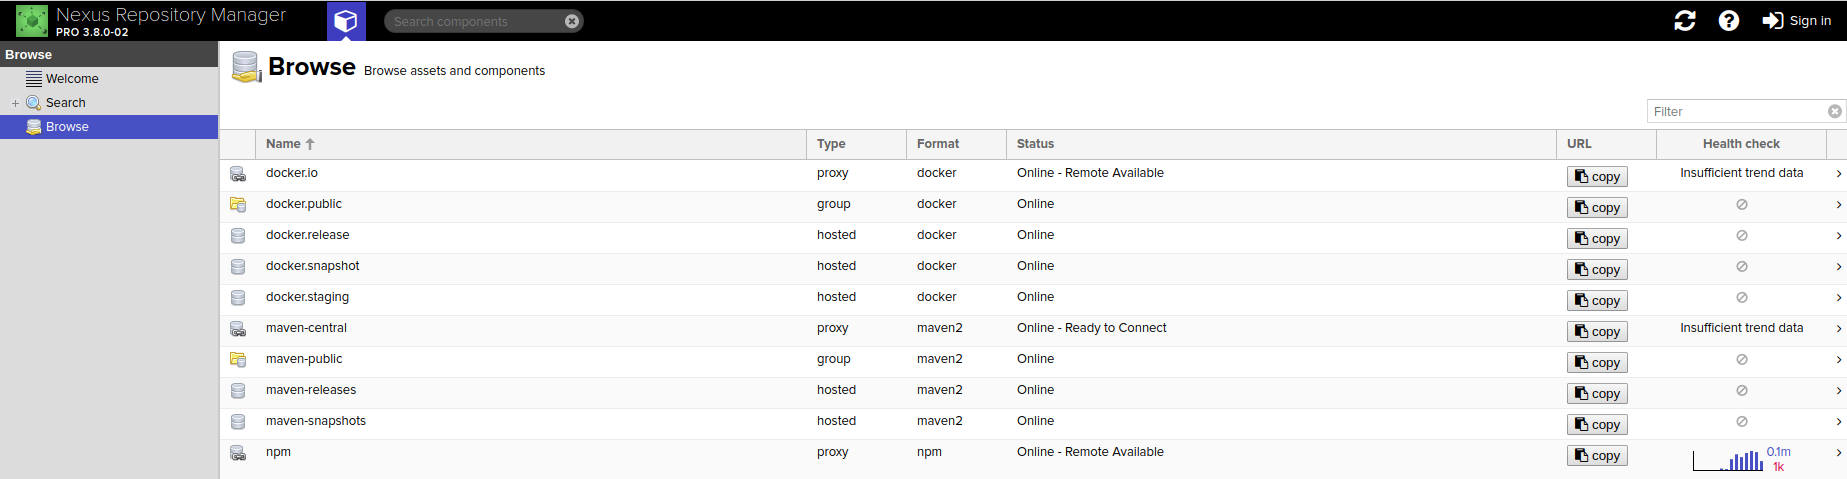 Nexus Repository Manager
PRO 3.8.0-02
Search components
Sign in
Browse
Welcome
Search
Browse
Browse Browse assets and components
Filter
Name Type Format Status URL Health check
docker.io proxy docker Online - Remote Available copy Insufficient trend data
docker.public group docker Online copy
docker.release hosted docker Online copy
docker.snapshot hosted docker Online copy
docker.staging hosted docker Online copy
maven-central proxy maven2 Online - Ready to Connect copy Insufficient trend data
maven-public group maven2 Online copy
maven-releases hosted maven2 Online copy
maven-snapshots hosted maven2 Online copy
npm proxy npm Online - Remote Available copy 0.1m
1k